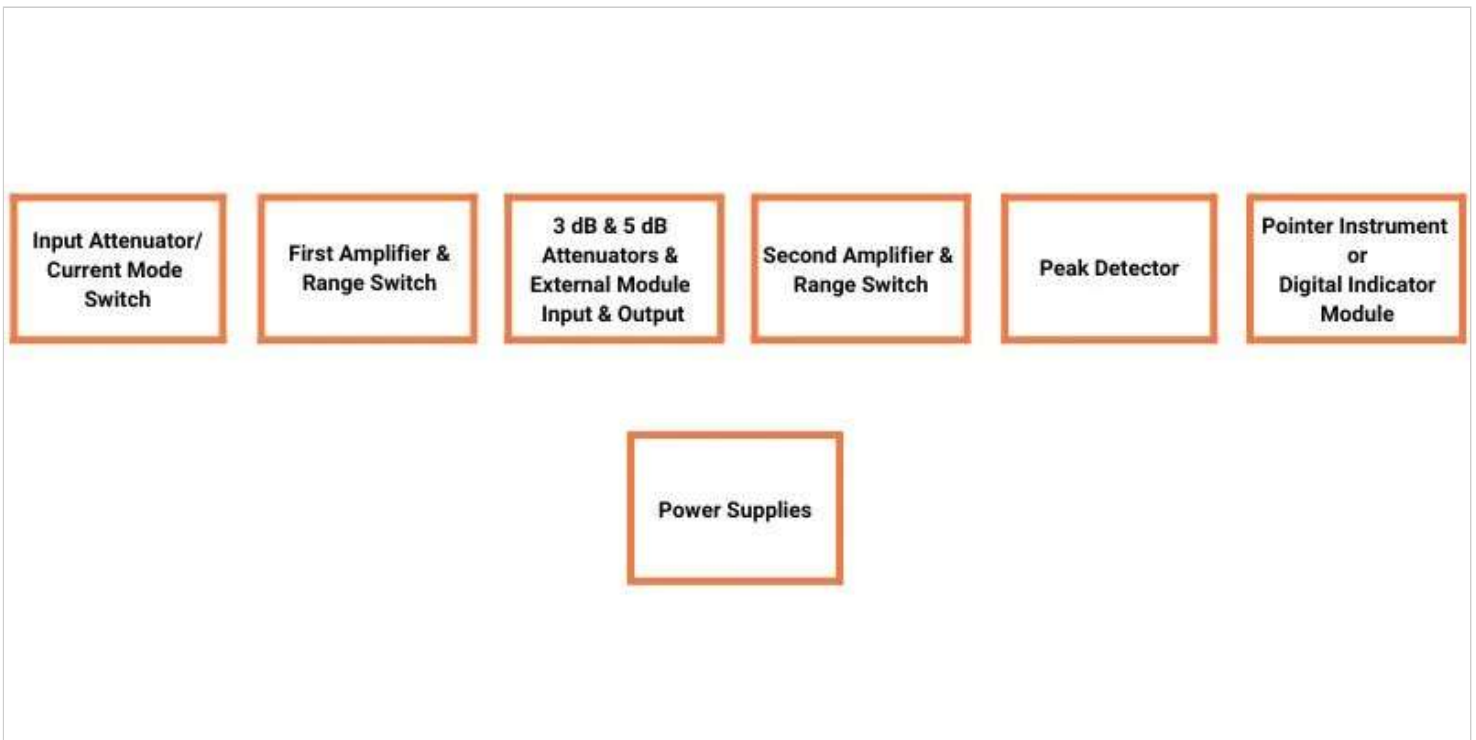 Input Attenuator/
Current Mode
Switch
First Amplifier &
Range Switch
3 dB & 5 dB
Attenuators &
External Module
Input & Output
Second Amplifier &
Range Switch
Peak Detector
Pointer Instrument
or
Digital Indicator
Module
Power Supplies